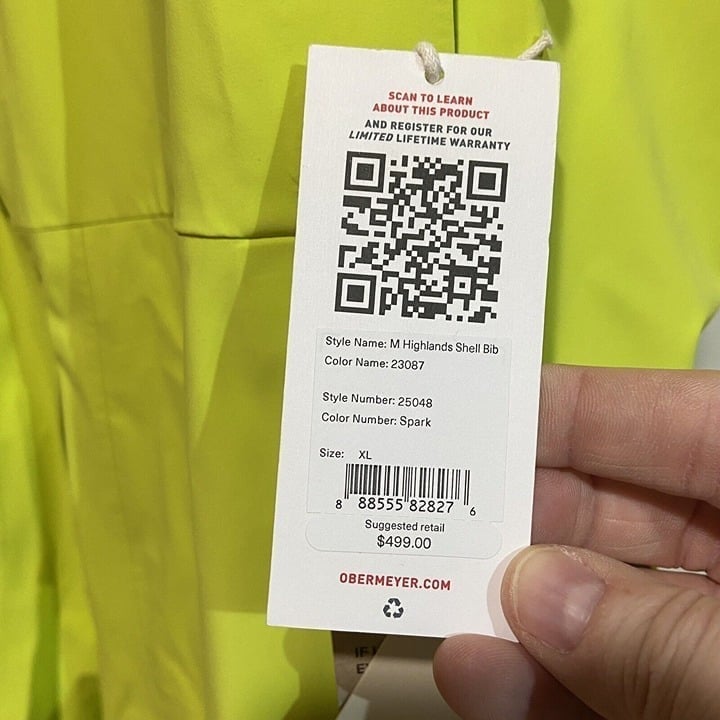 SCAN TO LEARN
ABOUT THIS PRODUCT
AND REGISTER FOR OUR
LIMITED LIFETIME WARRANTY
Style Name: M Highlands Shell Bib
Color Name: 23087
Style Number: 25048
Color Number: Spark
Size: XL
8 88555 82827 6
Suggested retail
$499.00
OBERMEYER.COM